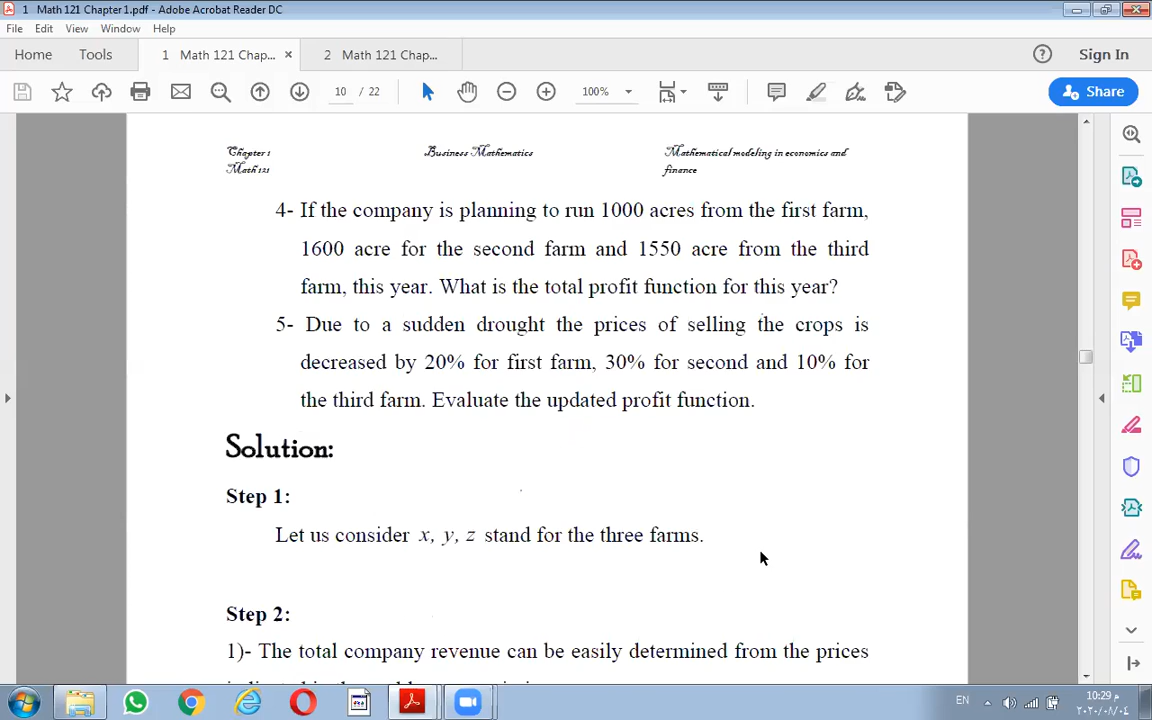 1 Math 121 Chapter 1.pdf - Adobe Acrobat Reader DC
File Edit View Window Help
Home Tools 1 Math 121 Chap... × 2 Math 121 Chap... Sign In
10 / 22 100% Share
Chapter 1 Business Mathematics Mathematical modeling in economics and
Math 121 finance
4- If the company is planning to run 1000 acres from the first farm,
1600 acre for the second farm and 1550 acre from the third
farm, this year. What is the total profit function for this year?
5- Due to a sudden drought the prices of selling the crops is
decreased by 20% for first farm, 30% for second and 10% for
the third farm. Evaluate the updated profit function.
Solution:
Step 1:
Let us consider x, y, z stand for the three farms.
Step 2:
1)- The total company revenue can be easily determined from the prices
EN 10:29 م
٢٠٢٠/٠٨/٠٤